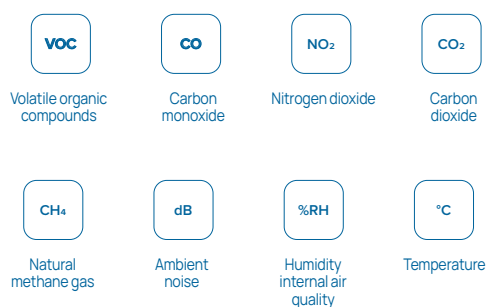 VOC
CO
NO₂
CO₂
Volatile organic
compounds
Carbon
monoxide
Nitrogen dioxide
Carbon
dioxide
CH₄
dB
%RH
°C
Natural
methane gas
Ambient
noise
Humidity
internal air
quality
Temperature